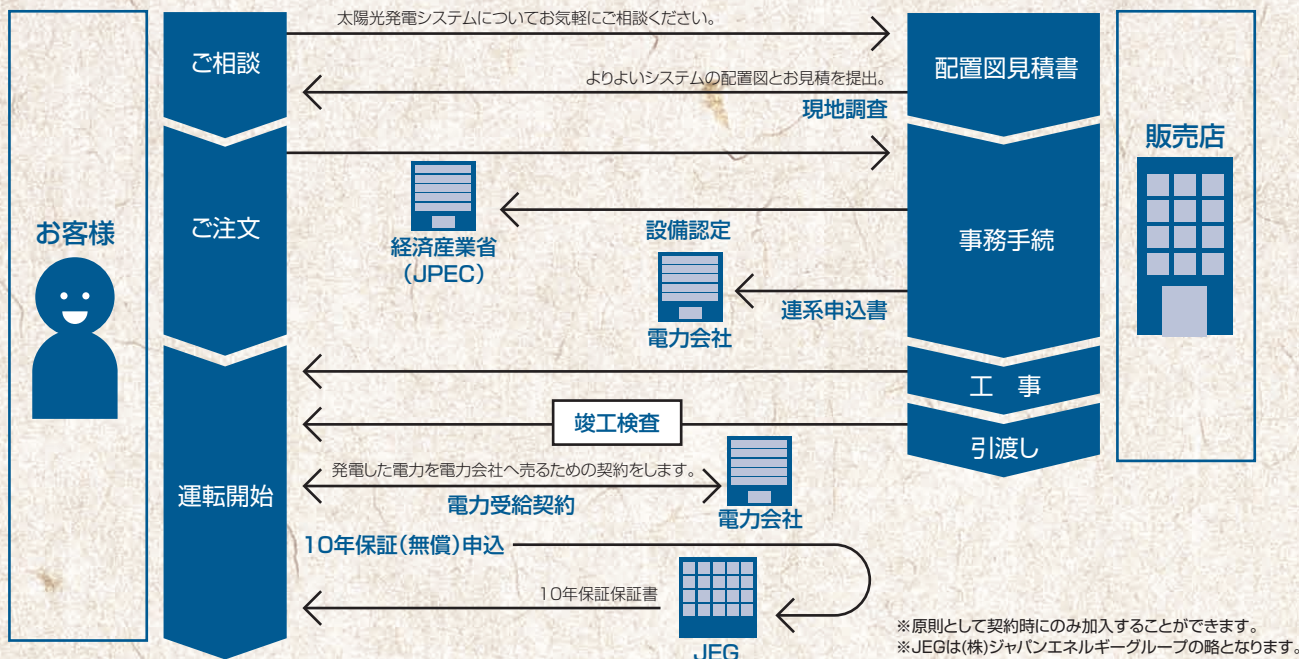 太陽光発電システムについてお気軽にご相談ください。
ご相談
配置図見積書
よりよいシステムの配置図とお見積を提出。
現地調査
販売店
お客様
ご注文
経済産業省
（JPEC）
設備認定
事務手続
連系申込書
電力会社
工　事
竣工検査
引渡し
発電した電力を電力会社へ売るための契約をします。
運転開始
電力受給契約
電力会社
10年保証（無償）申込
10年保証保証書
JEG
※原則として契約時にのみ加入することができます。
※JEGは(株)ジャパンエネルギーグループの略となります。